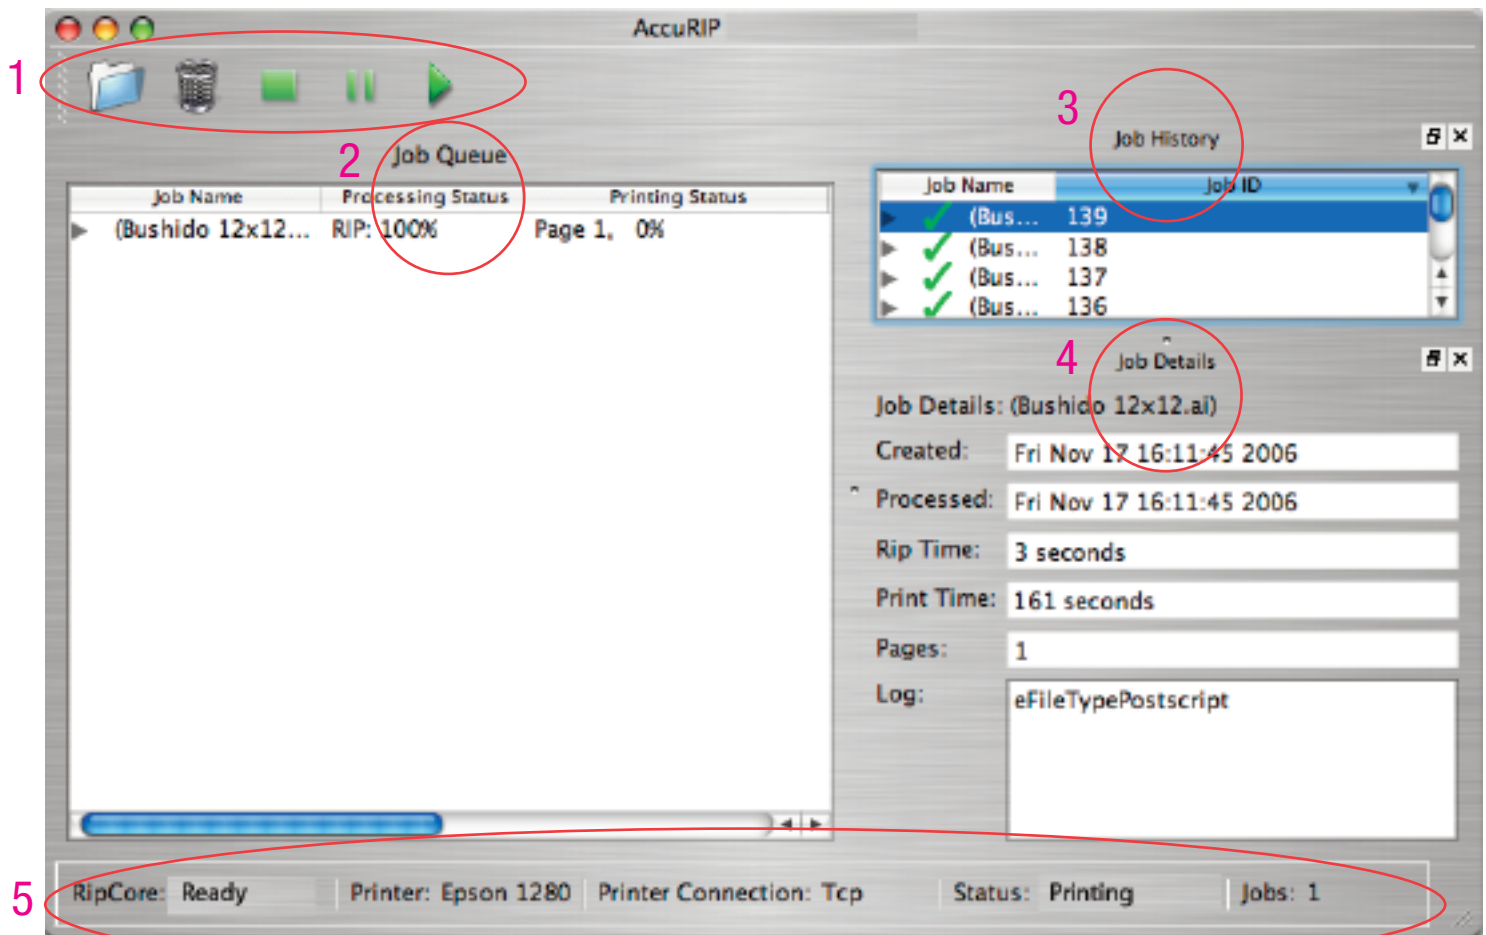 AccuRIP
1
2
Job Queue
Job Name Processing Status Printing Status
(Bushido 12x12... RIP: 100% Page 1, 0%
3
Job History
Job Name Job ID
(Bus... 139
(Bus... 138
(Bus... 137
(Bus... 136
4
Job Details
Job Details: (Bushido 12x12.ai)
Created: Fri Nov 17 16:11:45 2006
Processed: Fri Nov 17 16:11:45 2006
Rip Time: 3 seconds
Print Time: 161 seconds
Pages: 1
Log: eFileTypePostscript
5
RipCore: Ready Printer: Epson 1280 Printer Connection: Tcp Status: Printing Jobs: 1